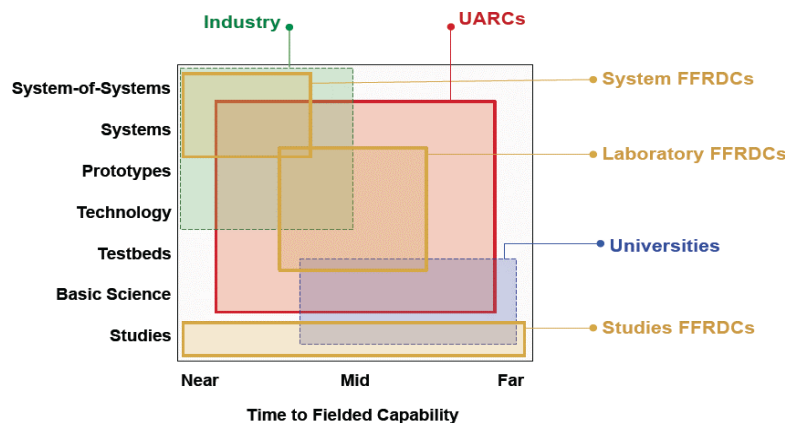 Industry
UARCs
System-of-Systems
System FFRDCs
Systems
Laboratory FFRDCs
Prototypes
Technology
Testbeds
Universities
Basic Science
Studies FFRDCs
Studies
Near Mid Far
Time to Fielded Capability